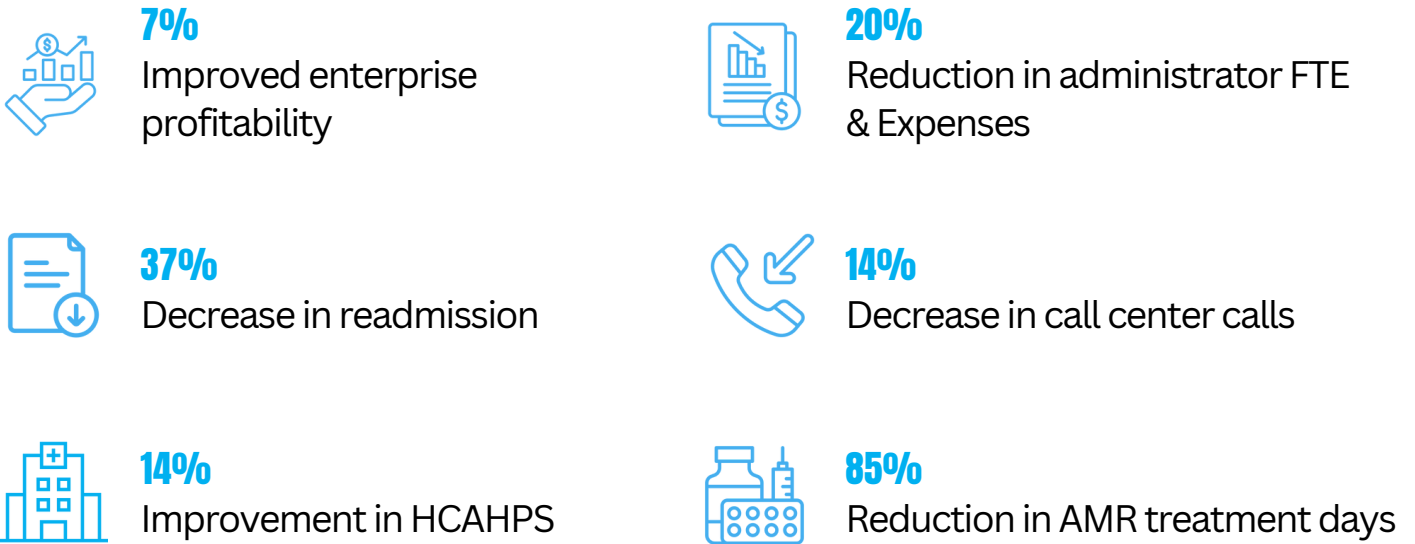 7%
Improved enterprise
profitability
20%
Reduction in administrator FTE
& Expenses
37%
Decrease in readmission
14%
Decrease in call center calls
14%
Improvement in HCAHPS
85%
Reduction in AMR treatment days